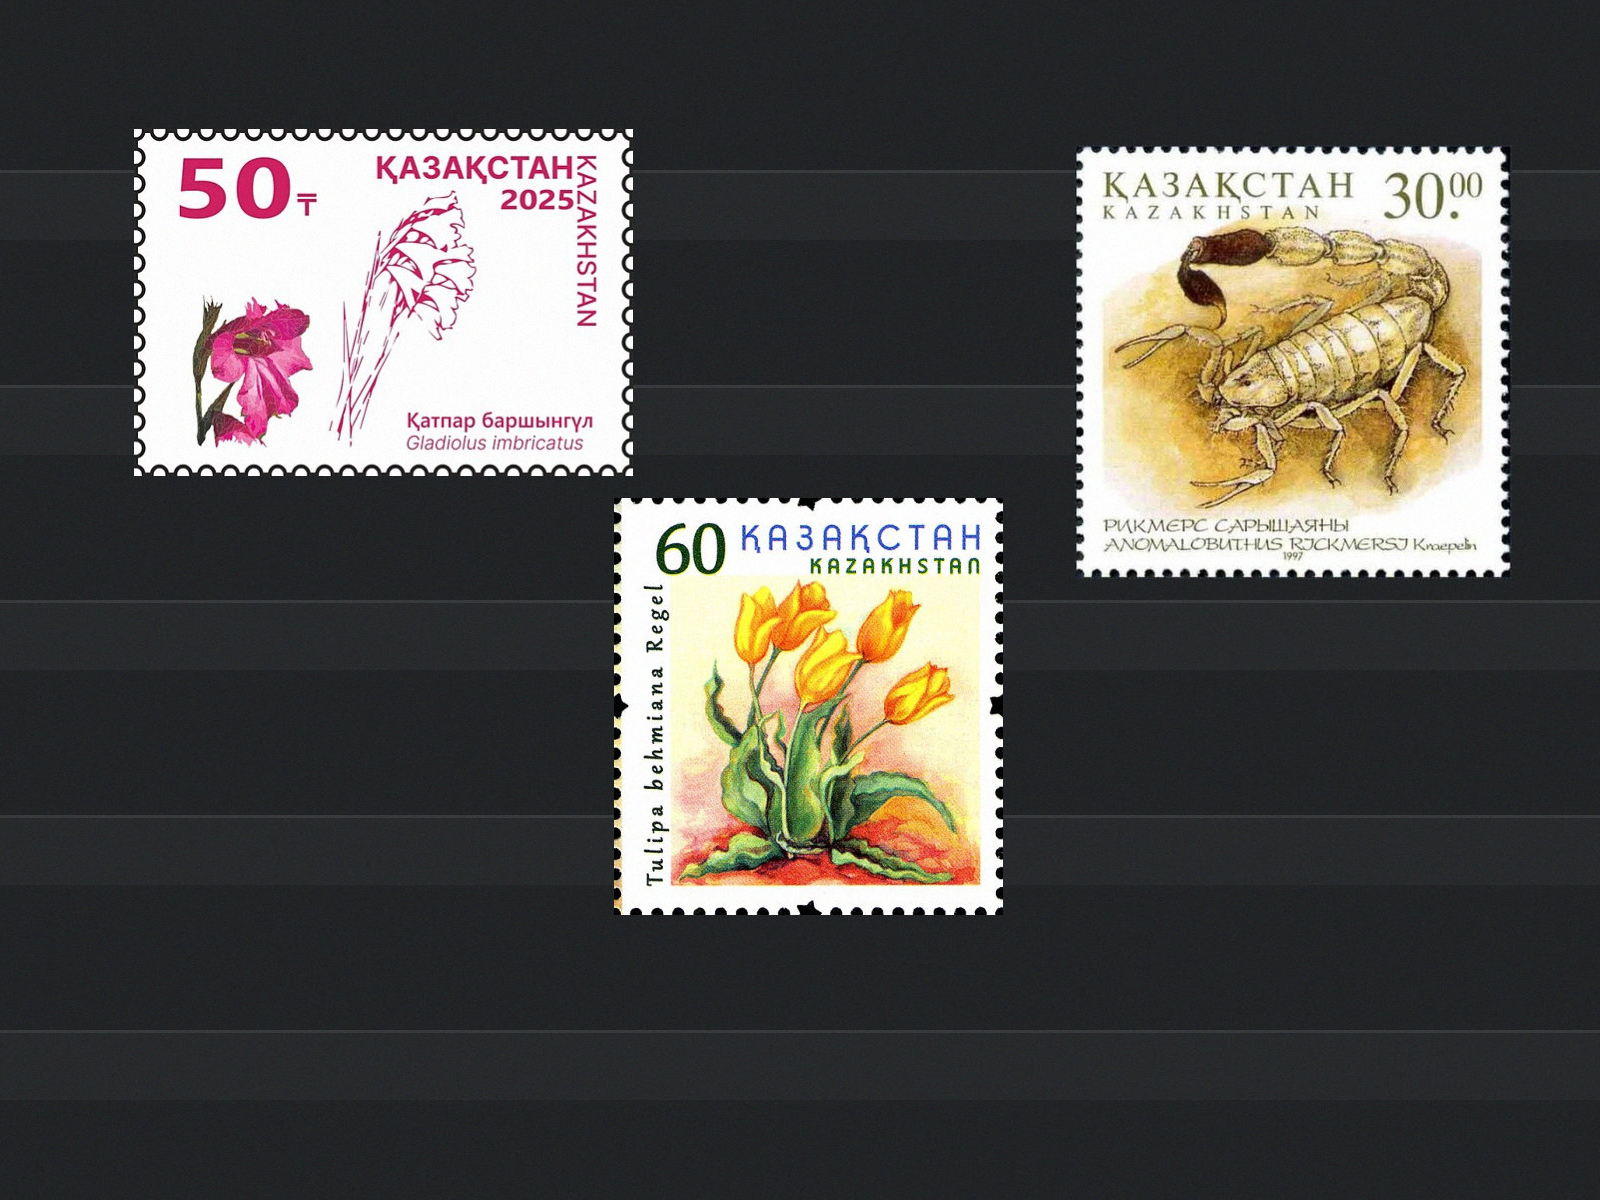 50₸
ҚАЗАҚСТАН
2025
KAZAKHSTAN
Қатпар баршынгүл
Gladiolus imbricatus
ҚАЗАҚСТАН 30.00
KAZAKHSTAN
РИКМЕРС САРЫШАЯНЫ
ANOMALOBUTHUS RICKMERSI Kraepelin
1997
60 ҚАЗАҚСТАН
KAZAKHSTAN
Tulipa behmiana Regel